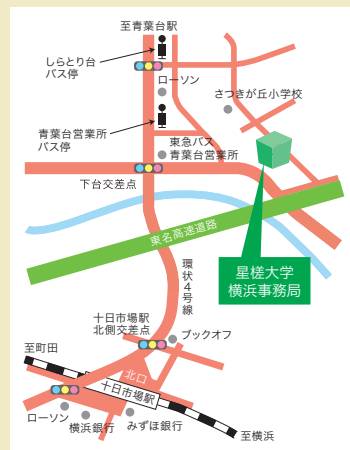 至青葉台駅
しらとり台
バス停
ローソン
さつきが丘小学校
青葉台営業所
バス停
東急バス
青葉台営業所
下台交差点
東名高速道路
星槎大学
横浜事務局
環状4号線
十日市場駅
北側交差点
ブックオフ
至町田
北口
十日市場駅
ローソン
横浜銀行
みずほ銀行
至横浜